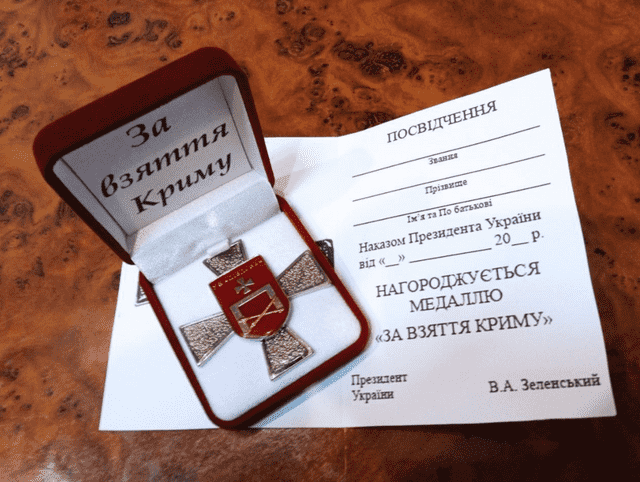 За
взяття
Криму
ПОСВІДЧЕННЯ
Звання
Прізвище
Ім'я та По батькові
Наказом Президента України
від «__» __________ 20__ р.
НАГОРОДЖУЄТЬСЯ
МЕДАЛЛЮ
«ЗА ВЗЯТТЯ КРИМУ»
Президент
України
В.А. Зеленський